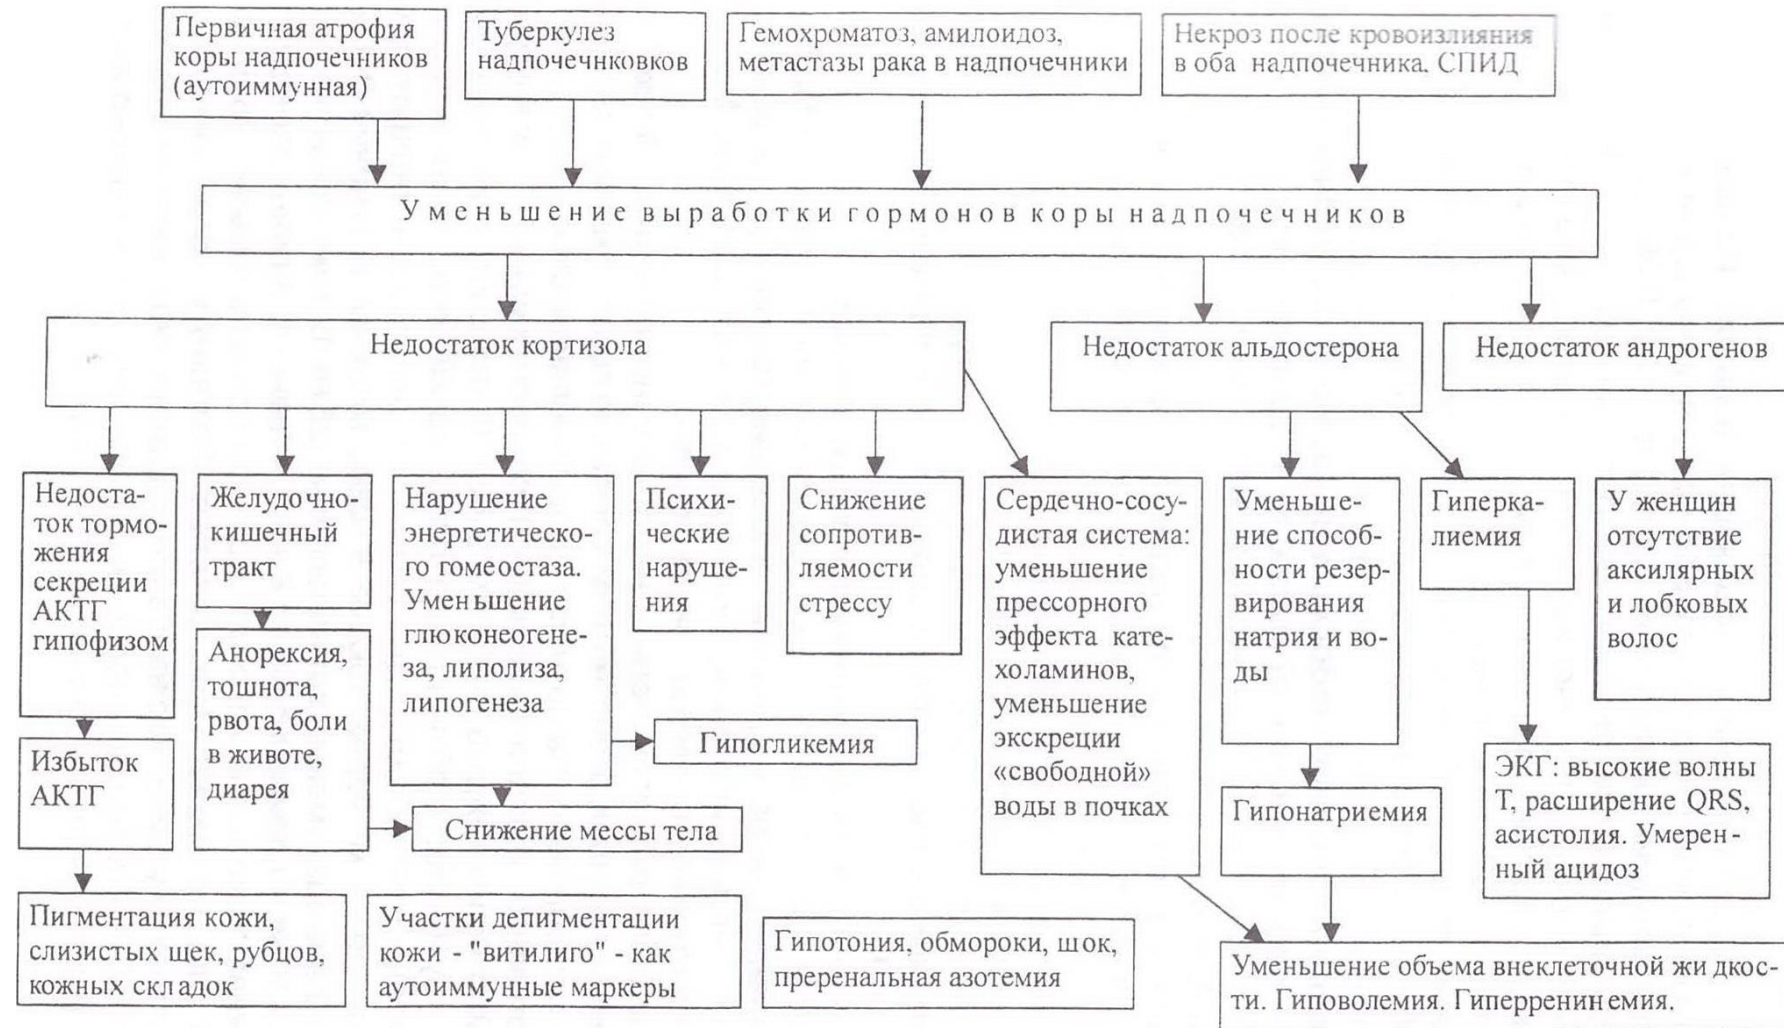 Первичная атрофия
коры надпочечников
(аутоиммунная)
Туберкулез
надпочечнковков
Гемохроматоз, амилоидоз,
метастазы рака в надпочечники
Некроз после кровоизлияния
в оба надпочечника. СПИД
Уменьшение выработки гормонов коры надпочечников
Недостаток кортизола
Недостаток альдостерона
Недостаток андрогенов
Недоста-
ток тормо-
жения
секреции
АКТГ
гипофизом
Желудочно-
кишечный
тракт
Нарушение
энергетическо-
го гомеостаза.
Уменьшение
глюконеогене-
за, липолиза,
липогенеза
Психи-
ческие
наруше-
ния
Снижение
сопротив-
ляемости
стрессу
Сердечно-сосу-
дистая система:
уменьшение
прессорного
эффекта кате-
холаминов,
уменьшение
экскреции
«свободной»
воды в почках
Уменьше-
ние способ-
ности резер-
вирования
натрия и во-
ды
Гиперка-
лиемия
У женщин
отсутствие
аксилярных
и лобковых
волос
Анорексия,
тошнота,
рвота, боли
в животе,
диарея
Гипогликемия
Избыток
АКТГ
Снижение мессы тела
Гипонатриемия
ЭКГ: высокие волны
Т, расширение QRS,
асистолия. Умерен-
ный ацидоз
Пигментация кожи,
слизистых щек, рубцов,
кожных складок
Участки депигментации
кожи - "витилиго" - как
аутоиммунные маркеры
Гипотония, обмороки, шок,
преренальная азотемия
Уменьшение объема внеклеточной жидкос-
ти. Гиповолемия. Гиперренинемия.